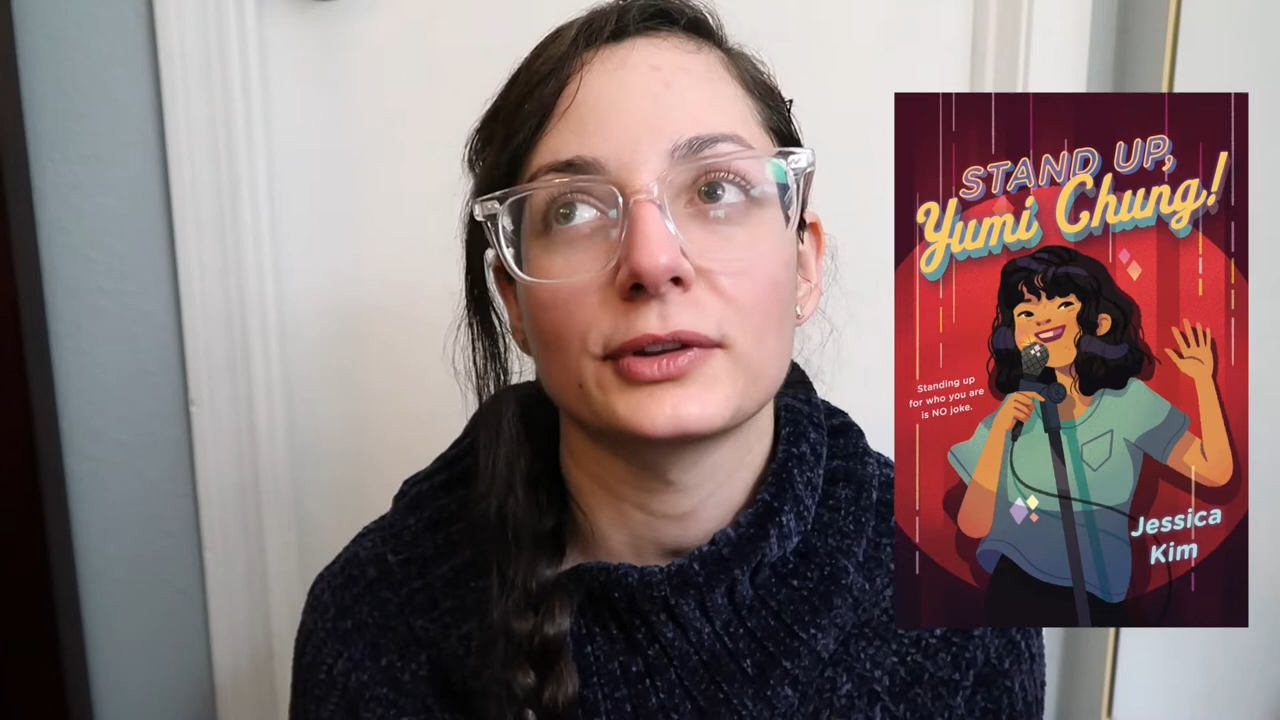 STAND UP,
Yumi Chung!
Standing up
for who you are
is NO joke.
Jessica
Kim